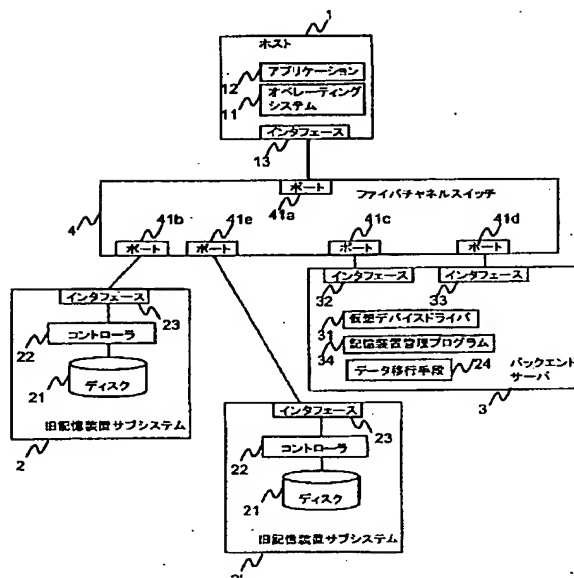 1
ホスト
12
アプリケーション
11
オペレーティング
システム
インタフェース
13
ポート
41a
ファイバチャネルスイッチ
4
41b
41e
41c
41d
ポート
ポート
ポート
ポート
インタフェース
23
22
コントローラ
21
ディスク
旧記憶装置サブシステム
2
インタフェース
インタフェース
32
33
仮想デバイスドライバ
31
記憶装置管理プログラム
34
データ移行手段
24
バックエンド
サーバ
3
インタフェース
23
22
コントローラ
21
ディスク
旧記憶装置サブシステム